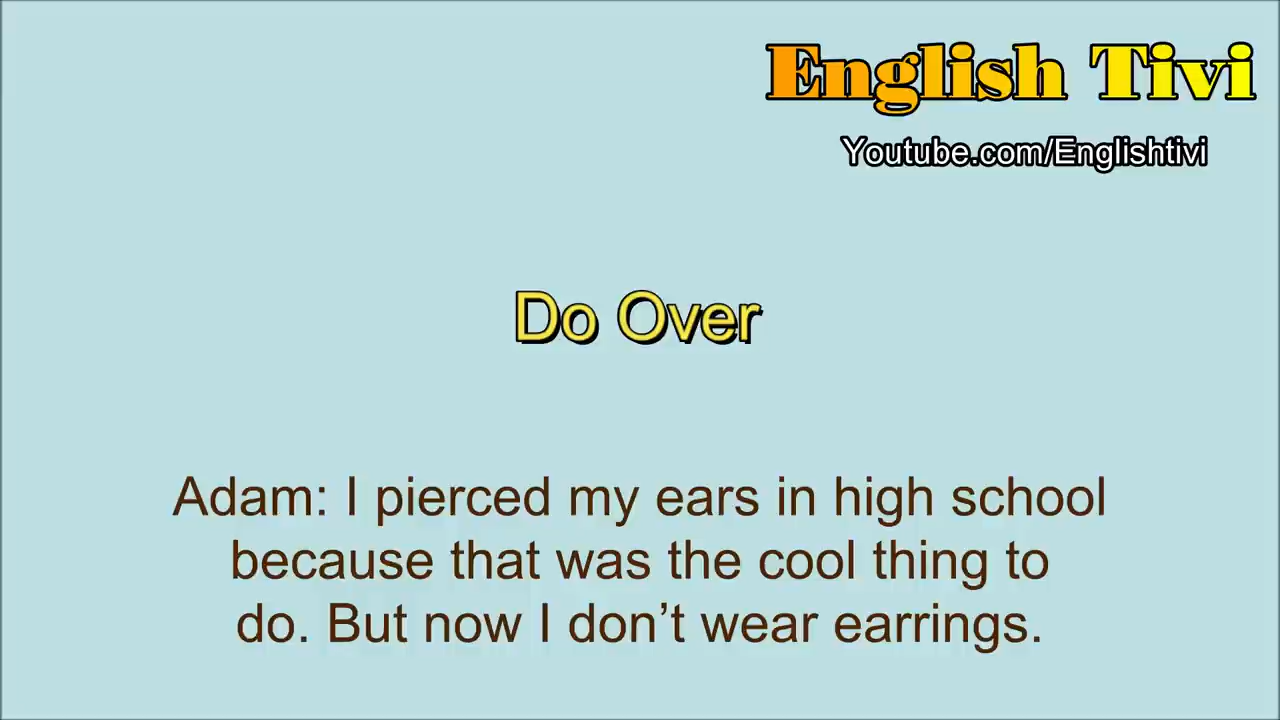 English Tivi
Youtube.com/Englishtivi
Do Over
Adam: I pierced my ears in high school
because that was the cool thing to
do. But now I don’t wear earrings.